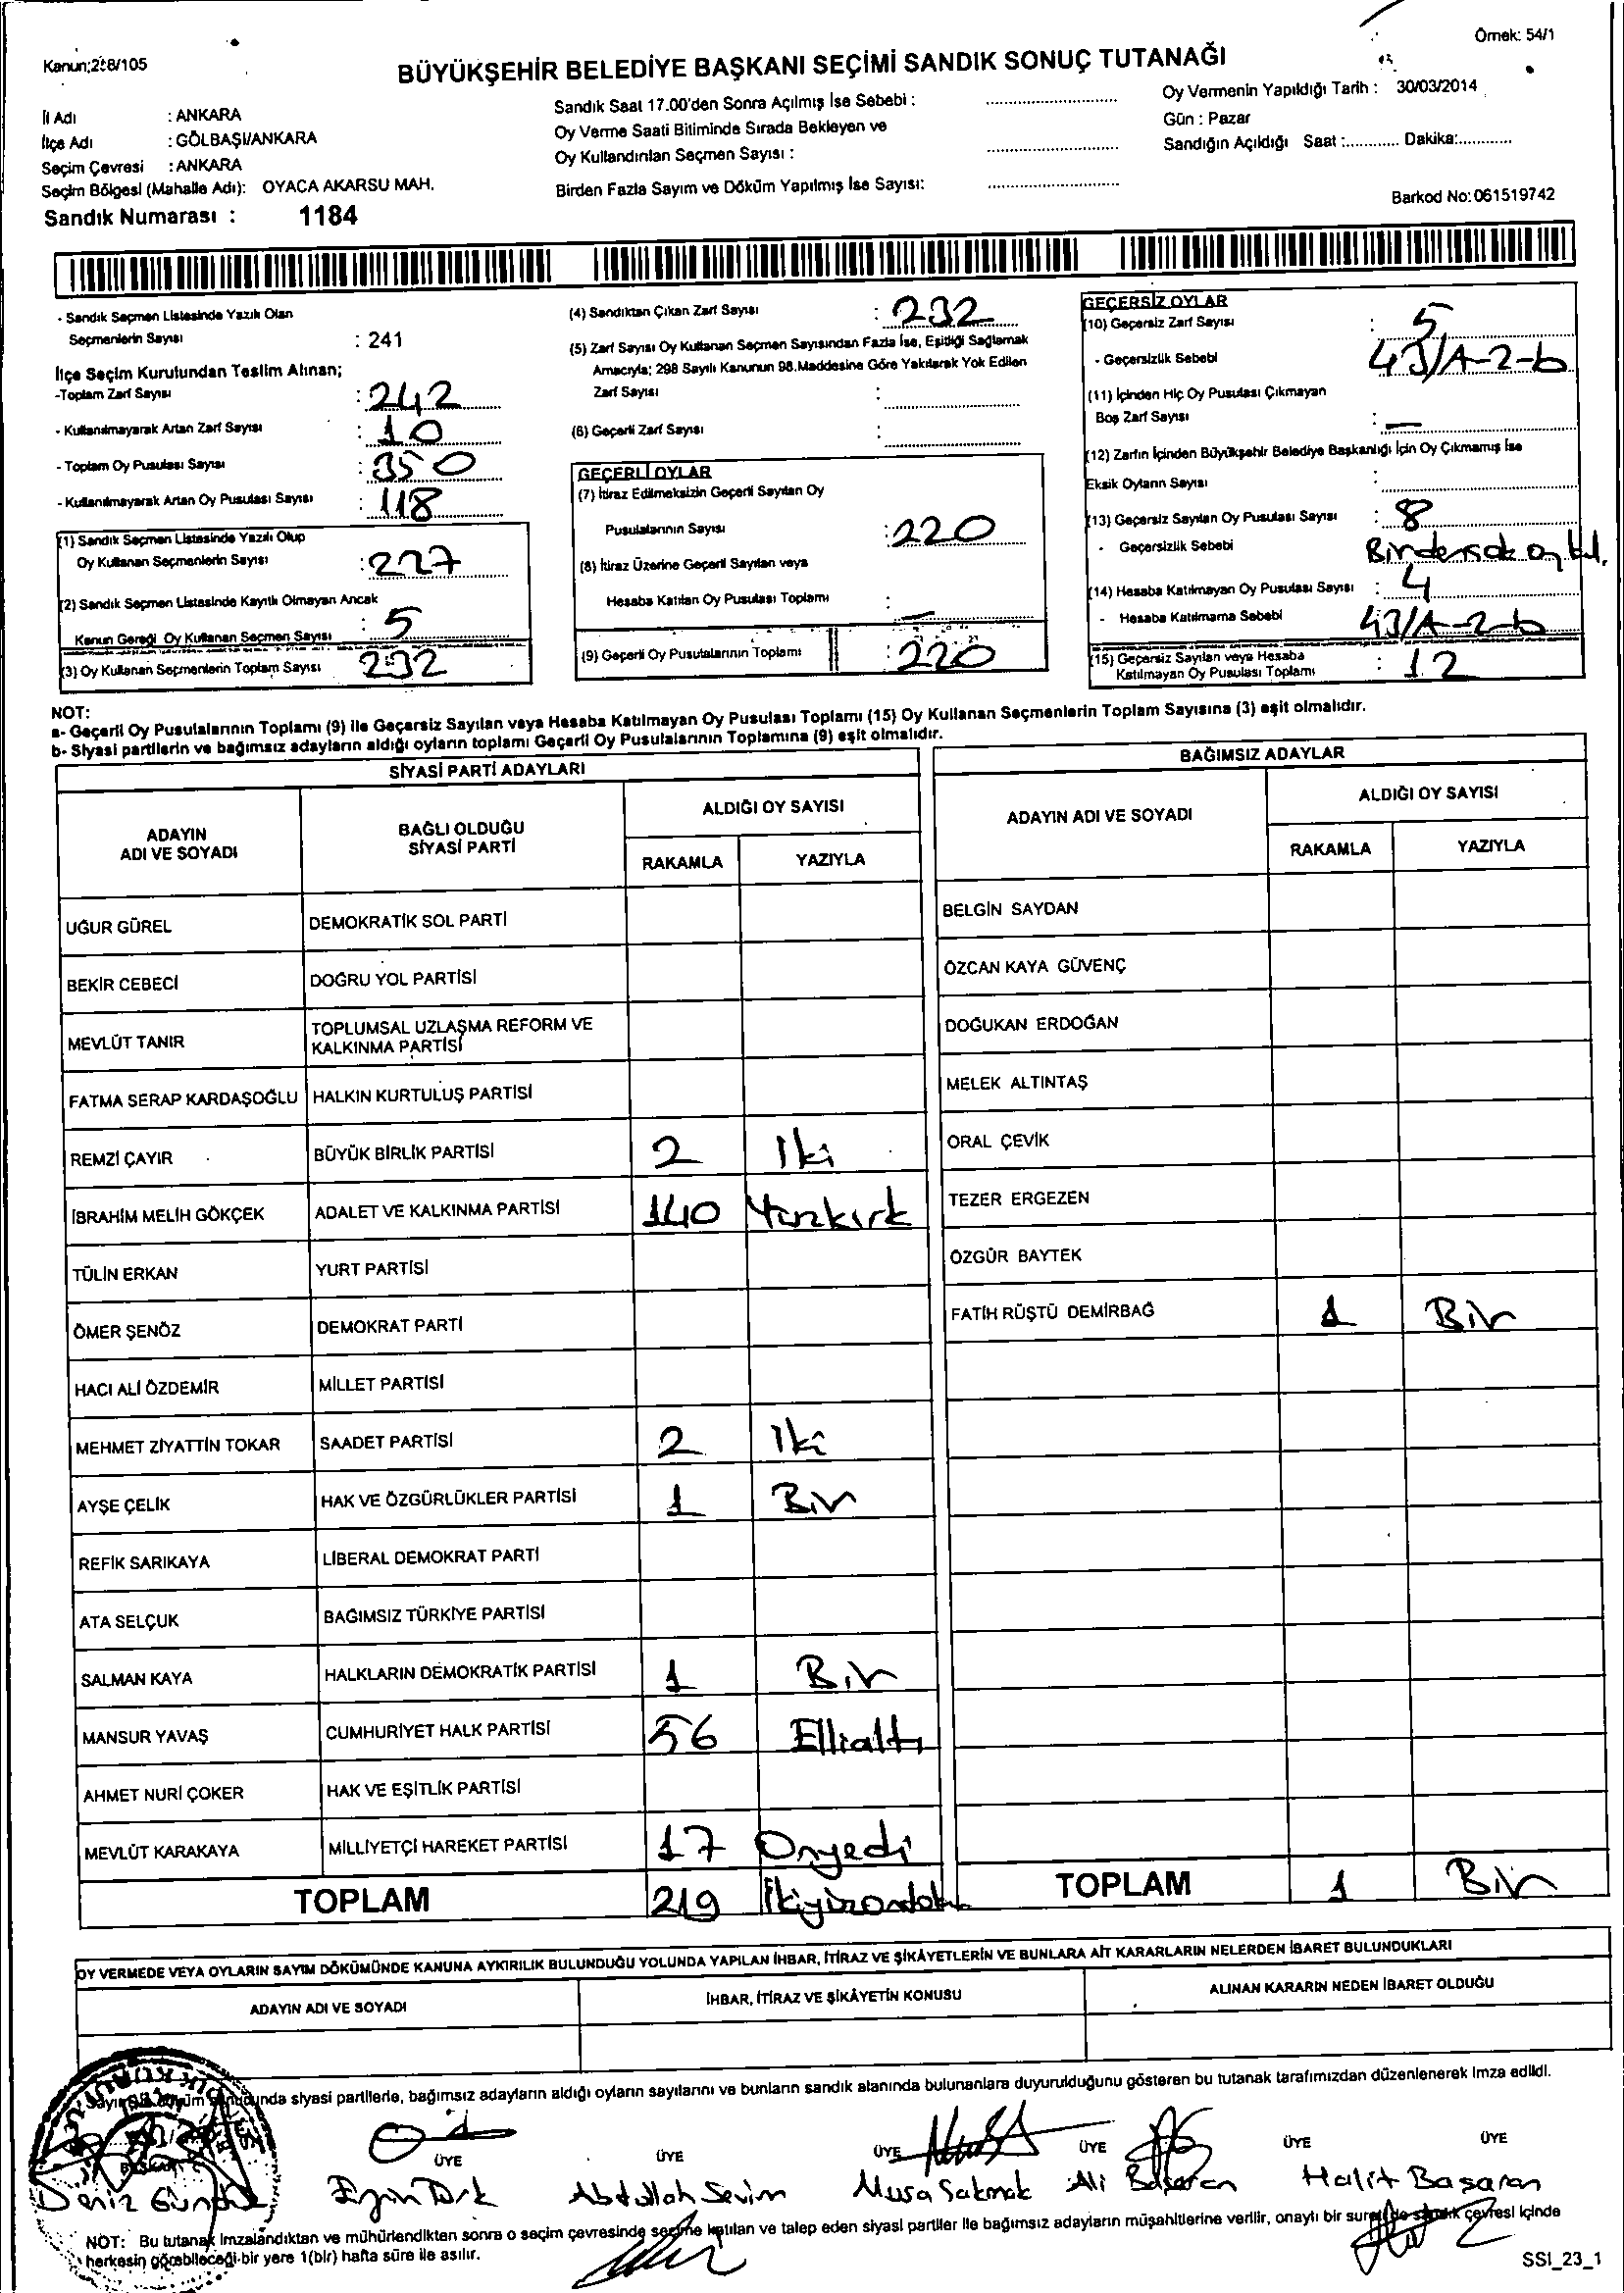 Örnek: 54/1
Kanun;298/105
BÜYÜKŞEHİR BELEDİYE BAŞKANI SEÇİMİ SANDIK SONUÇ TUTANAĞI
İl Adı : ANKARA
İlçe Adı : GÖLBAŞI/ANKARA
Seçim Çevresi : ANKARA
Seçim Bölgesi (Mahalle Adı): OYACA AKARSU MAH.
Sandık Numarası : 1184
Sandık Saat 17.00'den Sonra Açılmış İse Sebebi :
Oy Verme Saati Bitiminde Sırada Bekleyen ve
Oy Kullandırılan Seçmen Sayısı :
Birden Fazla Sayım ve Döküm Yapılmış İse Sayısı:
Oy Vermenin Yapıldığı Tarih : 30/03/2014
Gün : Pazar
Sandığın Açıldığı Saat :............ Dakika:............
Barkod No: 061519742
- Sandık Seçmen Listesinde Yazılı Olan
Seçmenlerin Sayısı : 241
İlçe Seçim Kurulundan Teslim Alınan;
-Toplam Zarf Sayısı : 242
- Kullanılmayarak Artan Zarf Sayısı : 10
- Toplam Oy Pusulası Sayısı : 350
- Kullanılmayarak Artan Oy Pusulası Sayısı : 118
(1) Sandık Seçmen Listesinde Yazılı Olup
Oy Kullanan Seçmenlerin Sayısı : 227
(2) Sandık Seçmen Listesinde Kayıtlı Olmayan Ancak
Kanun Gereği Oy Kullanan Seçmen Sayısı : 5
(3) Oy Kullanan Seçmenlerin Toplam Sayısı : 232
(4) Sandıktan Çıkan Zarf Sayısı : 232
(5) Zarf Sayısı Oy Kullanan Seçmen Sayısından Fazla İse, Eşitliği Sağlamak
Amacıyla; 298 Sayılı Kanunun 98.Maddesine Göre Yakılarak Yok Edilen
Zarf Sayısı :
(6) Geçerli Zarf Sayısı :
GEÇERLİ OYLAR
(7) İtiraz Edilmeksizin Geçerli Sayılan Oy
Pusulalarının Sayısı : 220
(8) İtiraz Üzerine Geçerli Sayılan veya
Hesaba Katılan Oy Pusulası Toplamı : —
(9) Geçerli Oy Pusulalarının Toplamı : 220
GEÇERSİZ OYLAR
(10) Geçersiz Zarf Sayısı : 5
- Geçersizlik Sebebi 43/A-2-b
(11) İçinden Hiç Oy Pusulası Çıkmayan
Boş Zarf Sayısı : —
(12) Zarfın İçinden Büyükşehir Belediye Başkanlığı İçin Oy Çıkmamış İse
Eksik Oyların Sayısı :
(13) Geçersiz Sayılan Oy Pusulası Sayısı : 8
- Geçersizlik Sebebi Birdensok oy kul.
(14) Hesaba Katılmayan Oy Pusulası Sayısı : 4
- Hesaba Katılmama Sebebi 43/A-2-b
(15) Geçersiz Sayılan veya Hesaba
Katılmayan Oy Pusulası Toplamı : 12
NOT:
a- Geçerli Oy Pusulalarının Toplamı (9) ile Geçersiz Sayılan veya Hesaba Katılmayan Oy Pusulası Toplamı (15) Oy Kullanan Seçmenlerin Toplam Sayısına (3) eşit olmalıdır.
b- Siyasi partilerin ve bağımsız adayların aldığı oyların toplamı Geçerli Oy Pusulalarının Toplamına (9) eşit olmalıdır.
SİYASİ PARTİ ADAYLARI
ADAYIN ADI VE SOYADI
BAĞLI OLDUĞU SİYASİ PARTİ
ALDIĞI OY SAYISI
RAKAMLA YAZIYLA
UĞUR GÜREL DEMOKRATİK SOL PARTİ
BEKİR CEBECİ DOĞRU YOL PARTİSİ
MEVLÜT TANIR TOPLUMSAL UZLAŞMA REFORM VE
KALKINMA PARTİSİ
FATMA SERAP KARDAŞOĞLU HALKIN KURTULUŞ PARTİSİ
REMZİ ÇAYIR BÜYÜK BİRLİK PARTİSİ 2 İki
İBRAHİM MELİH GÖKÇEK ADALET VE KALKINMA PARTİSİ 140 Yüzkırk
TÜLİN ERKAN YURT PARTİSİ
ÖMER ŞENÖZ DEMOKRAT PARTİ
HACI ALİ ÖZDEMİR MİLLET PARTİSİ
MEHMET ZİYATTİN TOKAR SAADET PARTİSİ 2 İki
AYŞE ÇELİK HAK VE ÖZGÜRLÜKLER PARTİSİ 1 Bir
REFİK SARIKAYA LİBERAL DEMOKRAT PARTİ
ATA SELÇUK BAĞIMSIZ TÜRKİYE PARTİSİ
SALMAN KAYA HALKLARIN DEMOKRATİK PARTİSİ 1 Bir
MANSUR YAVAŞ CUMHURİYET HALK PARTİSİ 56 Ellialtı
AHMET NURİ ÇOKER HAK VE EŞİTLİK PARTİSİ
MEVLÜT KARAKAYA MİLLİYETÇİ HAREKET PARTİSİ 17 Onyedi
TOPLAM 219 İkiyüzondok
BAĞIMSIZ ADAYLAR
ADAYIN ADI VE SOYADI
ALDIĞI OY SAYISI
RAKAMLA YAZIYLA
BELGİN SAYDAN
ÖZCAN KAYA GÜVENÇ
DOĞUKAN ERDOĞAN
MELEK ALTINTAŞ
ORAL ÇEVİK
TEZER ERGEZEN
ÖZGÜR BAYTEK
FATİH RÜŞTÜ DEMİRBAĞ 1 Bir
TOPLAM 1 Bir
OY VERMEDE VEYA OYLARIN SAYIM DÖKÜMÜNDE KANUNA AYKIRILIK BULUNDUĞU YOLUNDA YAPILAN İHBAR, İTİRAZ VE ŞİKÂYETLERİN VE BUNLARA AİT KARARLARIN NELERDEN İBARET BULUNDUKLARI
ADAYIN ADI VE SOYADI İHBAR, İTİRAZ VE ŞİKÂYETİN KONUSU ALINAN KARARIN NEDEN İBARET OLDUĞU
siyasi partilerle, bağımsız adayların aldığı oyların sayılarını ve bunların sandık alanında bulunanlara duyurulduğunu gösteren bu tutanak tarafımızdan düzenlenerek imza edildi.
BAŞKAN ÜYE ÜYE ÜYE ÜYE ÜYE ÜYE
Deniz Abdullah Sevim Musa Sakmak Ali Başaran Halit Başaran
NOT: Bu tutanak imzalandıktan ve mühürlendikten sonra o seçim çevresinde seçime katılan ve talep eden siyasi partiler ile bağımsız adayların müşahitlerine verilir, onaylı bir sureti de sandık çevresi içinde
herkesin görebileceği bir yere 1(bir) hafta süre ile asılır.
SSI_23_1